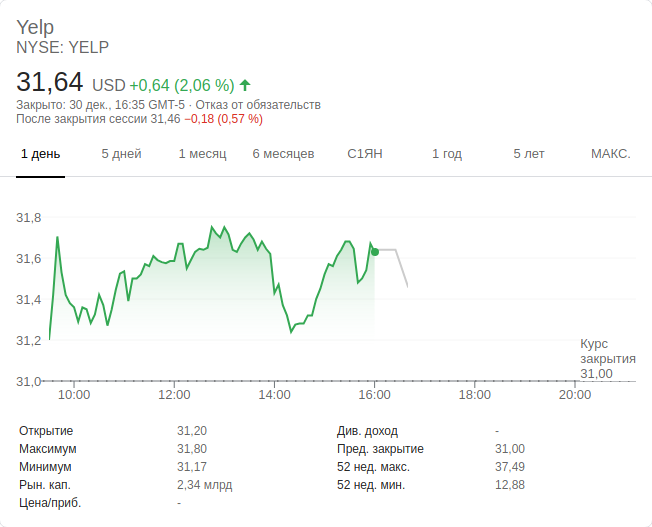 Yelp
NYSE: YELP
31,64 USD +0,64 (2,06 %)
Закрыто: 30 дек., 16:35 GMT-5 · Отказ от обязательств
После закрытия сессии 31,46 −0,18 (0,57 %)
1 день 5 дней 1 месяц 6 месяцев С1ЯН 1 год 5 лет МАКС.
31,8
31,6
31,4
31,2
31,0
Курс
закрытия
31,00
10:00 12:00 14:00 16:00 18:00 20:00
Открытие 31,20 Див. доход -
Максимум 31,80 Пред. закрытие 31,00
Минимум 31,17 52 нед. макс. 37,49
Рын. кап. 2,34 млрд 52 нед. мин. 12,88
Цена/приб. -